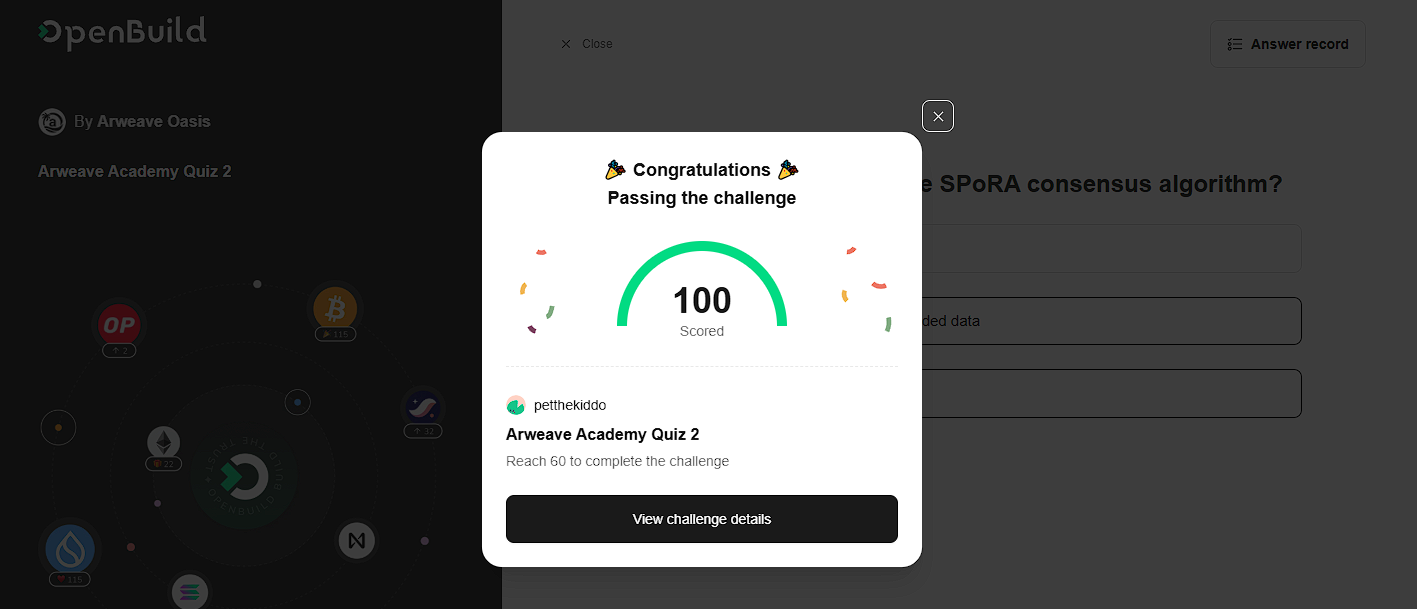 OpenBuild
Close
Answer record
By Arweave Oasis
Arweave Academy Quiz 2
Congratulations
Passing the challenge
e SPoRA consensus algorithm?
100
Scored
ded data
OP
2
115
32
22
115
petthekiddo
Arweave Academy Quiz 2
Reach 60 to complete the challenge
View challenge details